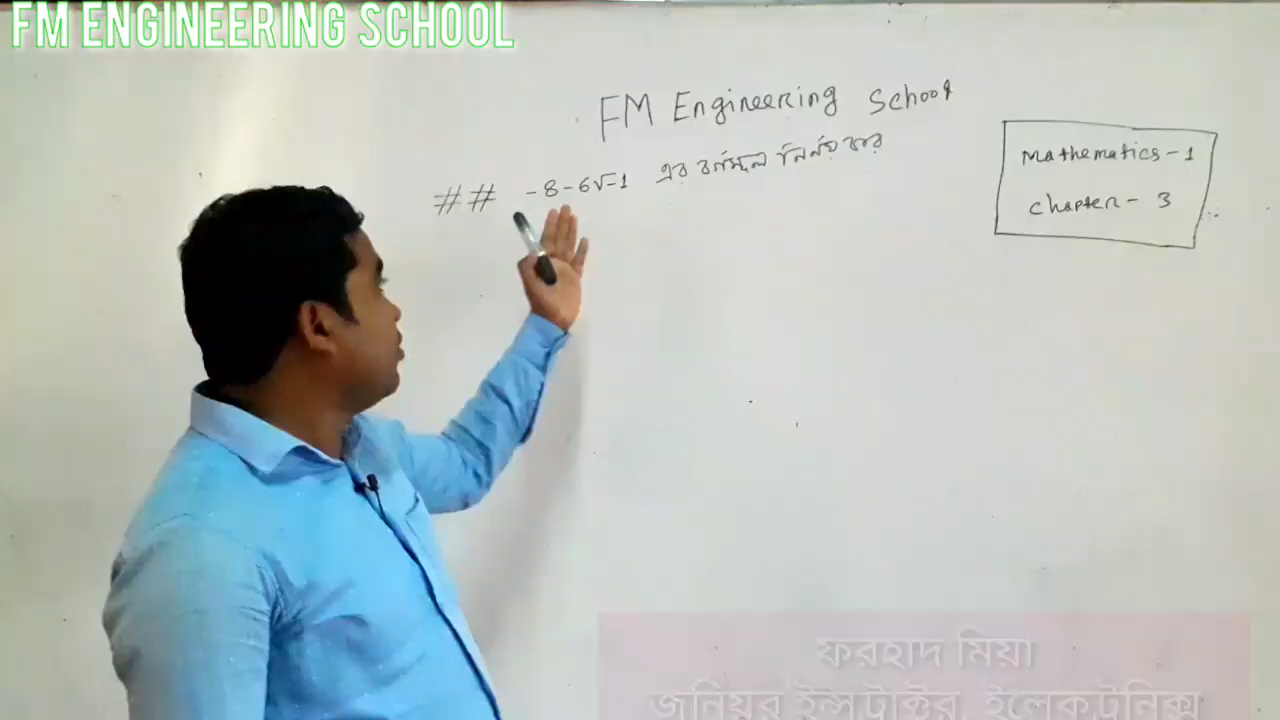 FM ENGINEERING SCHOOL
FM Engineering School
## -8-6√-1 এর বর্গমূল নির্ণয় কর
Mathematics-1
chapter- 3
ফরহাদ মিয়া
জুনিয়র ইন্সট্রাক্টর, ইলেকট্রনিক্স